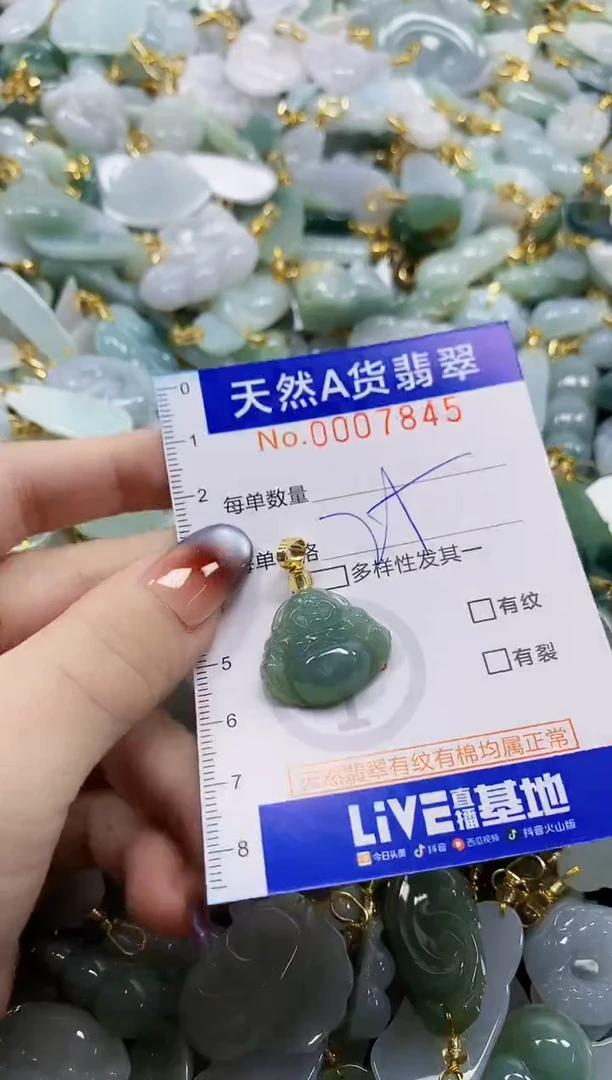 天然A货翡翠
No.0007845
0
1
2
每单数量
单 格
多样性发其一
有纹
有裂
5
6
7
8
天然翡翠有纹有棉均属正常
LiVE直播基地
今日头条 抖音 西瓜视频 抖音火山版